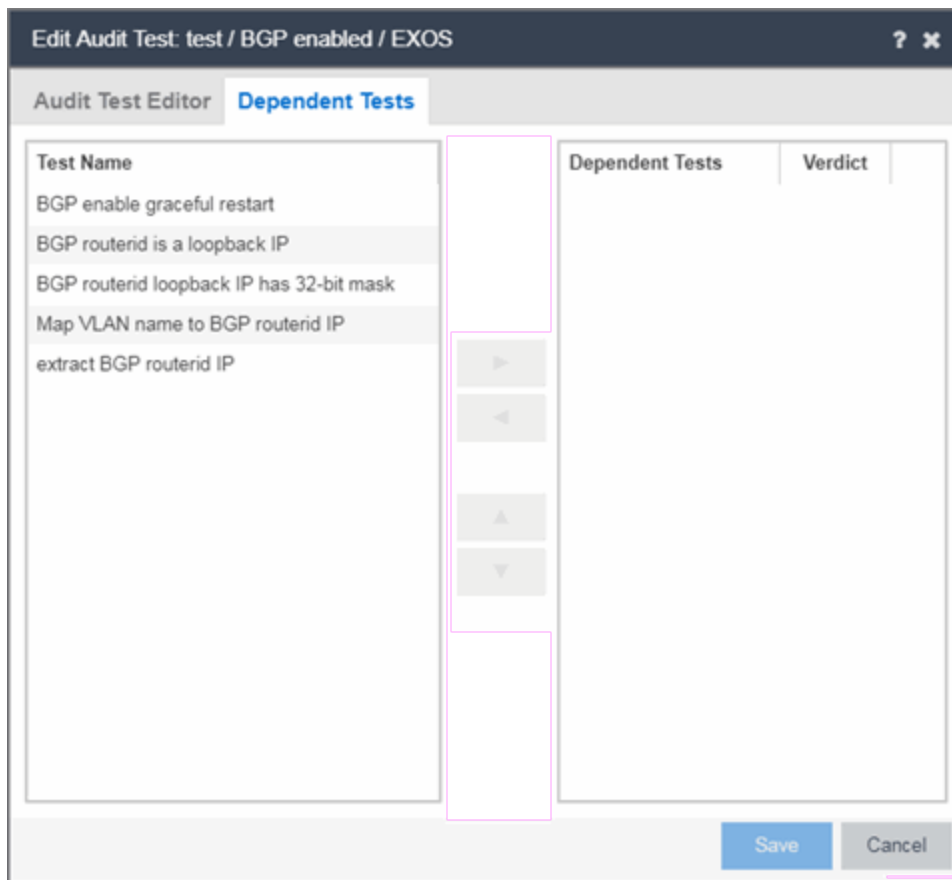 Edit Audit Test: test / BGP enabled / EXOS ? ✖
Audit Test Editor Dependent Tests
Test Name Dependent Tests Verdict
BGP enable graceful restart
BGP routerid is a loopback IP
BGP routerid loopback IP has 32-bit mask
Map VLAN name to BGP routerid IP
extract BGP routerid IP
Save Cancel